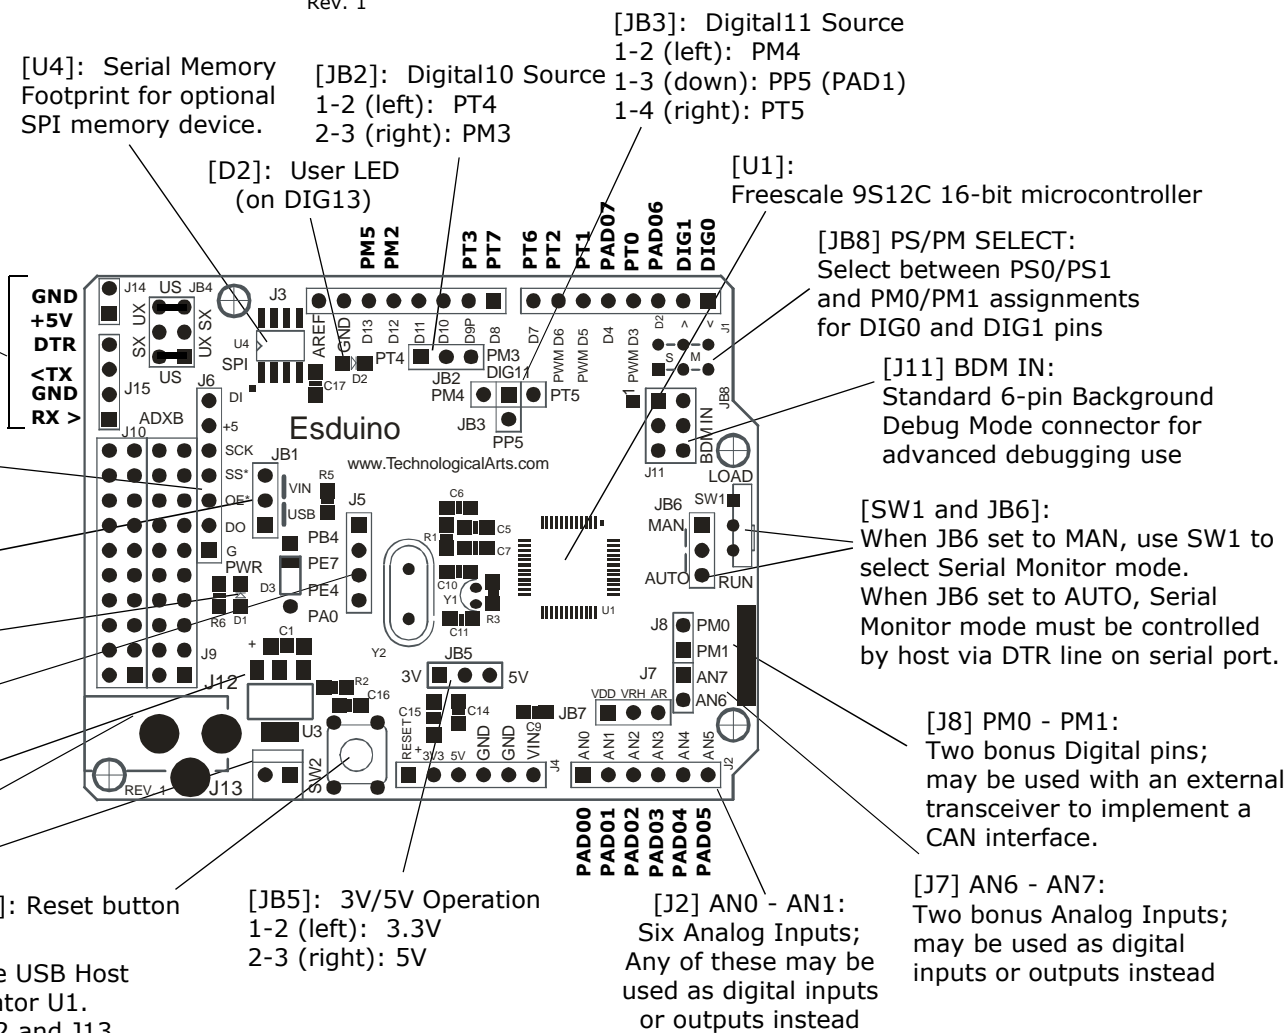 Rev. 1
[JB3]: Digital11 Source
1-2 (left): PM4
1-3 (down): PP5 (PAD1)
1-4 (right): PT5
[U4]: Serial Memory
Footprint for optional
SPI memory device.
[JB2]: Digital10 Source
1-2 (left): PT4
2-3 (right): PM3
[D2]: User LED
(on DIG13)
[U1]:
Freescale 9S12C 16-bit microcontroller
[JB8] PS/PM SELECT:
Select between PS0/PS1
and PM0/PM1 assignments
for DIG0 and DIG1 pins
[J11] BDM IN:
Standard 6-pin Background
Debug Mode connector for
advanced debugging use
[SW1 and JB6]:
When JB6 set to MAN, use SW1 to
select Serial Monitor mode.
When JB6 set to AUTO, Serial
Monitor mode must be controlled
by host via DTR line on serial port.
[J8] PM0 - PM1:
Two bonus Digital pins;
may be used with an external
transceiver to implement a
CAN interface.
[J7] AN6 - AN7:
Two bonus Analog Inputs;
may be used as digital
inputs or outputs instead
[J2] AN0 - AN1:
Six Analog Inputs;
Any of these may be
used as digital inputs
or outputs instead
[JB5]: 3V/5V Operation
1-2 (left): 3.3V
2-3 (right): 5V
]: Reset button
e USB Host
ator U1.
2 and J13
PM5
PM2
PT3
PT7
PT6
PT2
PT1
PAD07
PT0
PAD06
DIG1
DIG0
GND
+5V
DTR
<TX
GND
RX >
J14
US
JB4
SX UX
UX SX
US
J15
J3
U4
SPI
AREF
GND
D13
D12
D11
D10
D9P
D8
D7
PWM D6
PWM D5
D4
PWM D3
D2
>
<
J1
S
M
JB8
1
PT4
PM3
JB2
DIG11
PM4
PT5
JB3
PP5
D2
C17
J6
DI
+5
SCK
SS*
OE*
DO
G
ADXB
J10
J9
Esduino
www.TechnologicalArts.com
JB1
VIN
USB
R5
J5
PB4
PE7
PE4
PA0
D3
PWR
R6
D1
C6
R1
C5
C7
C10
Y1
R3
C11
Y2
U1
BDM IN
J11
LOAD
SW1
JB6
MAN
AUTO
RUN
J8
PM0
PM1
J7
AN7
AN6
VDD VRH AR
JB7
+
C1
J12
R2
C16
U3
JB5
3V
5V
C15
C14
C9
+
RESET
3V3
5V
GND
GND
VIN
J4
AN0
AN1
AN2
AN3
AN4
AN5
J2
REV 1
J13
SW2
PAD00
PAD01
PAD02
PAD03
PAD04
PAD05